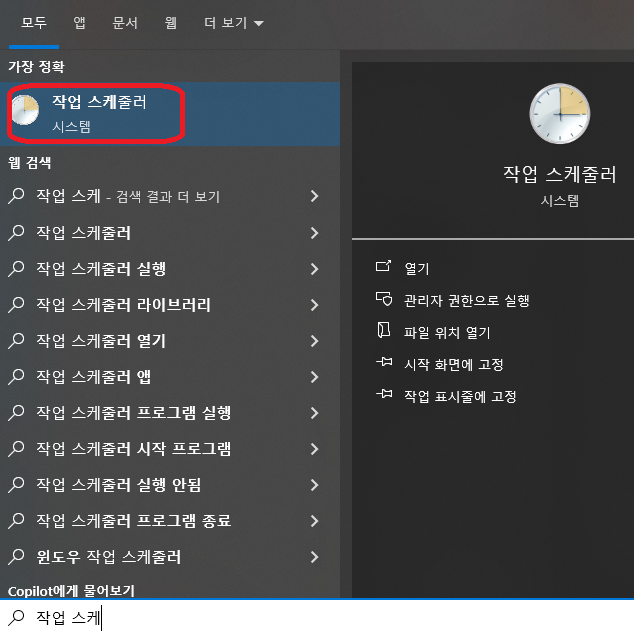 모두 앱 문서 웹 더 보기
가장 정확
작업 스케줄러
시스템
웹 검색
작업 스케 - 검색 결과 더 보기
작업 스케줄러
작업 스케줄러 실행
작업 스케줄러 라이브러리
작업 스케줄러 열기
작업 스케줄러 앱
작업 스케줄러 프로그램 실행
작업 스케줄러 시작 프로그램
작업 스케줄러 실행 안됨
작업 스케줄러 프로그램 종료
윈도우 작업 스케줄러
Copilot에게 물어보기
작업 스케
작업 스케줄러
시스템
열기
관리자 권한으로 실행
파일 위치 열기
시작 화면에 고정
작업 표시줄에 고정